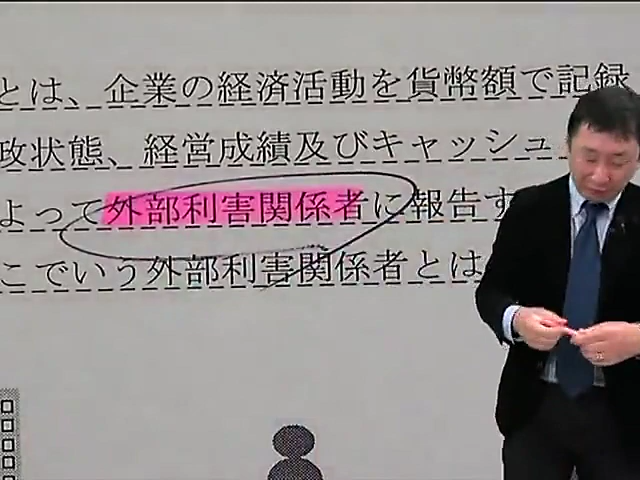 とは、企業の経済活動を貨幣額で記録
政状態、経営成績及びキャッシュ
よって外部利害関係者に報告す
こでいう外部利害関係者とは